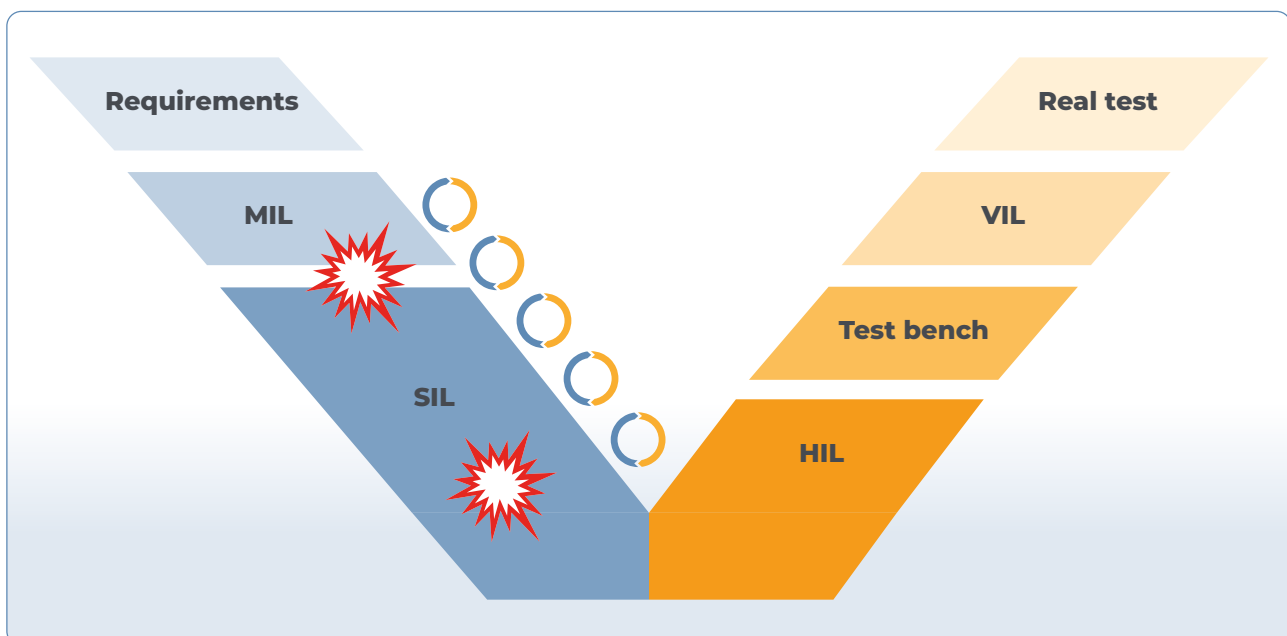 Requirements
Real test
MIL
VIL
Test bench
SIL
HIL